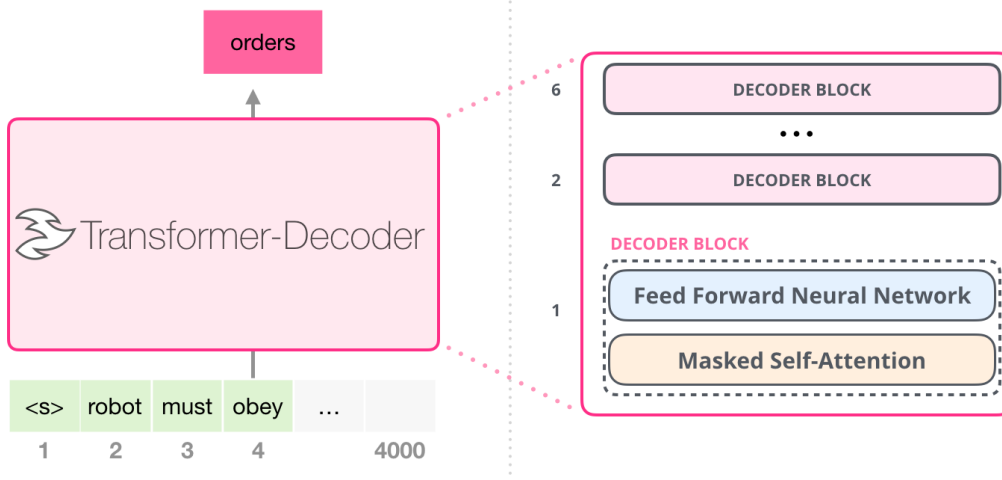 orders
Transformer-Decoder
<s> robot must obey ...
1 2 3 4 4000
6 DECODER BLOCK
...
2 DECODER BLOCK
DECODER BLOCK
1
Feed Forward Neural Network
Masked Self-Attention